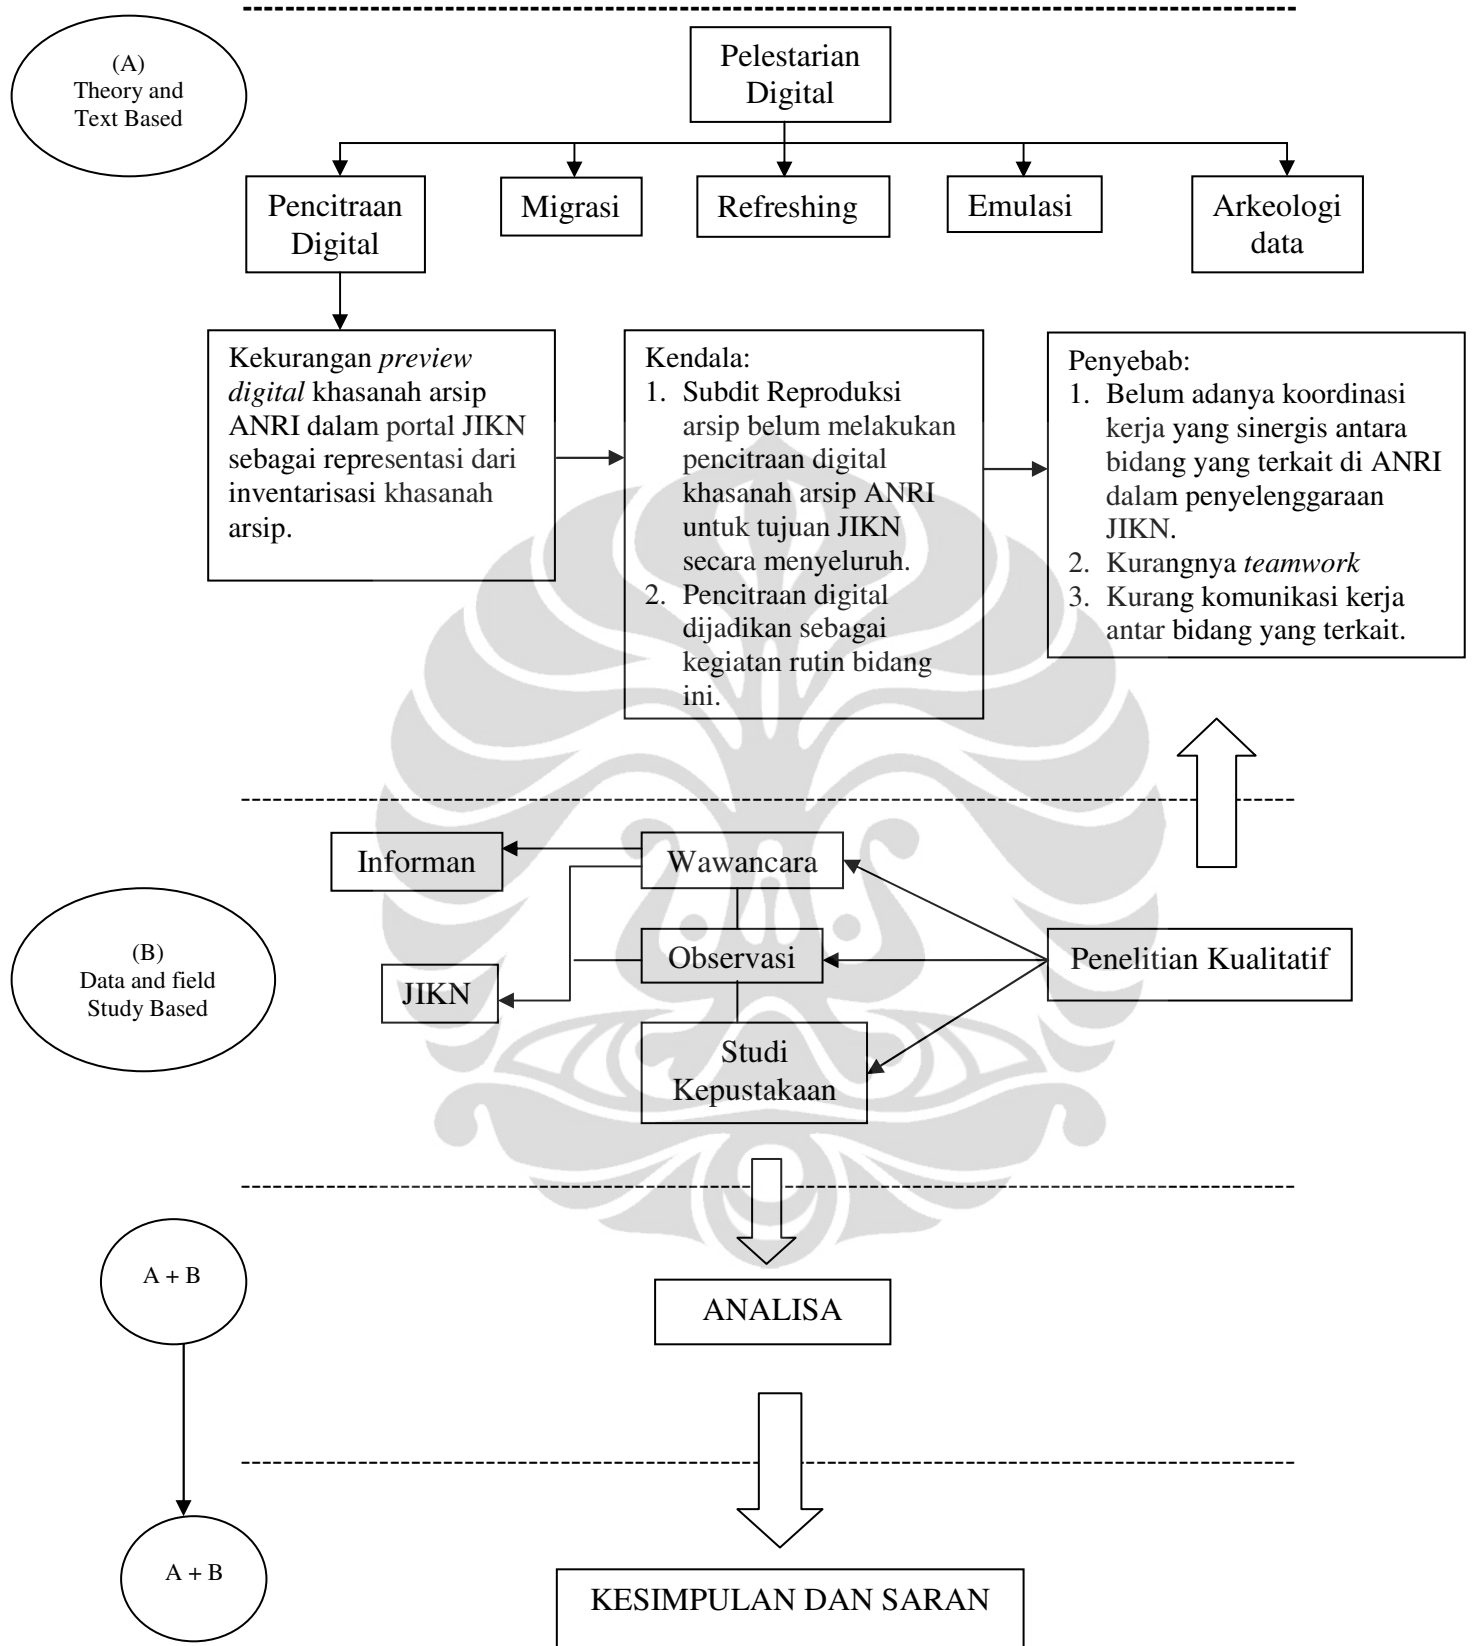 (A)
Theory and
Text Based
Pelestarian
Digital
Pencitraan
Digital
Migrasi
Refreshing
Emulasi
Arkeologi
data
Kekurangan preview
digital khasanah arsip
ANRI dalam portal JIKN
sebagai representasi dari
inventarisasi khasanah
arsip.
Kendala:
1. Subdit Reproduksi
arsip belum melakukan
pencitraan digital
khasanah arsip ANRI
untuk tujuan JIKN
secara menyeluruh.
2. Pencitraan digital
dijadikan sebagai
kegiatan rutin bidang
ini.
Penyebab:
1. Belum adanya koordinasi
kerja yang sinergis antara
bidang yang terkait di ANRI
dalam penyelenggaraan
JIKN.
2. Kurangnya teamwork
3. Kurang komunikasi kerja
antar bidang yang terkait.
(B)
Data and field
Study Based
Informan
Wawancara
JIKN
Observasi
Penelitian Kualitatif
Studi
Kepustakaan
A + B
ANALISA
A + B
KESIMPULAN DAN SARAN